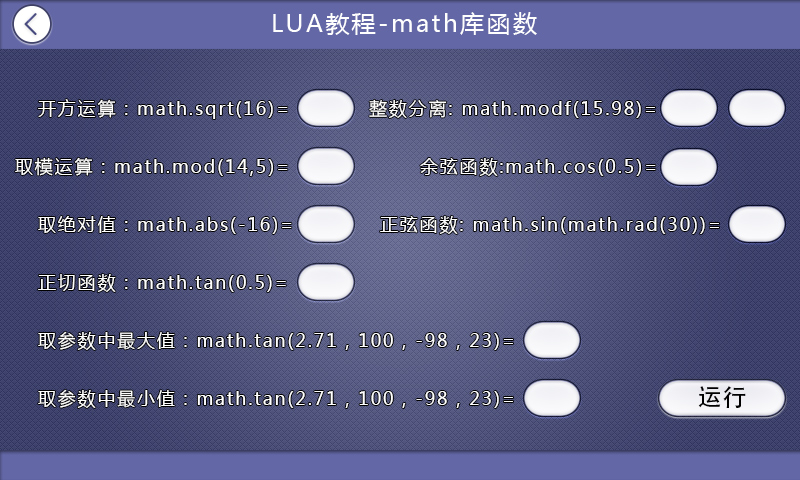 LUA教程-math库函数
开方运算：math.sqrt(16)=
整数分离: math.modf(15.98)=
取模运算：math.mod(14,5)=
余弦函数:math.cos(0.5)=
取绝对值：math.abs(-16)=
正弦函数: math.sin(math.rad(30))=
正切函数：math.tan(0.5)=
取参数中最大值：math.tan(2.71 , 100 , -98 , 23)=
取参数中最小值：math.tan(2.71 , 100 , -98 , 23)=
运行